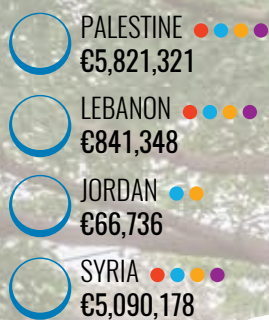 PALESTINE
€5,821,321
LEBANON
€841,348
JORDAN
€66,736
SYRIA
€5,090,178